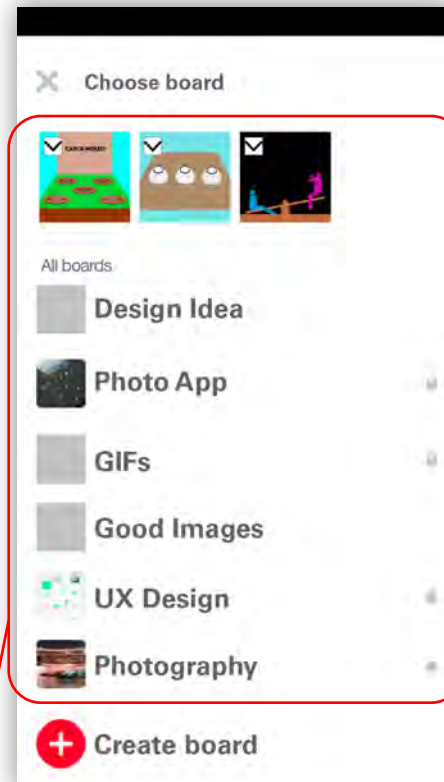 Choose board
All boards
Design Idea
Photo App
GIFs
Good Images
UX Design
Photography
Create board